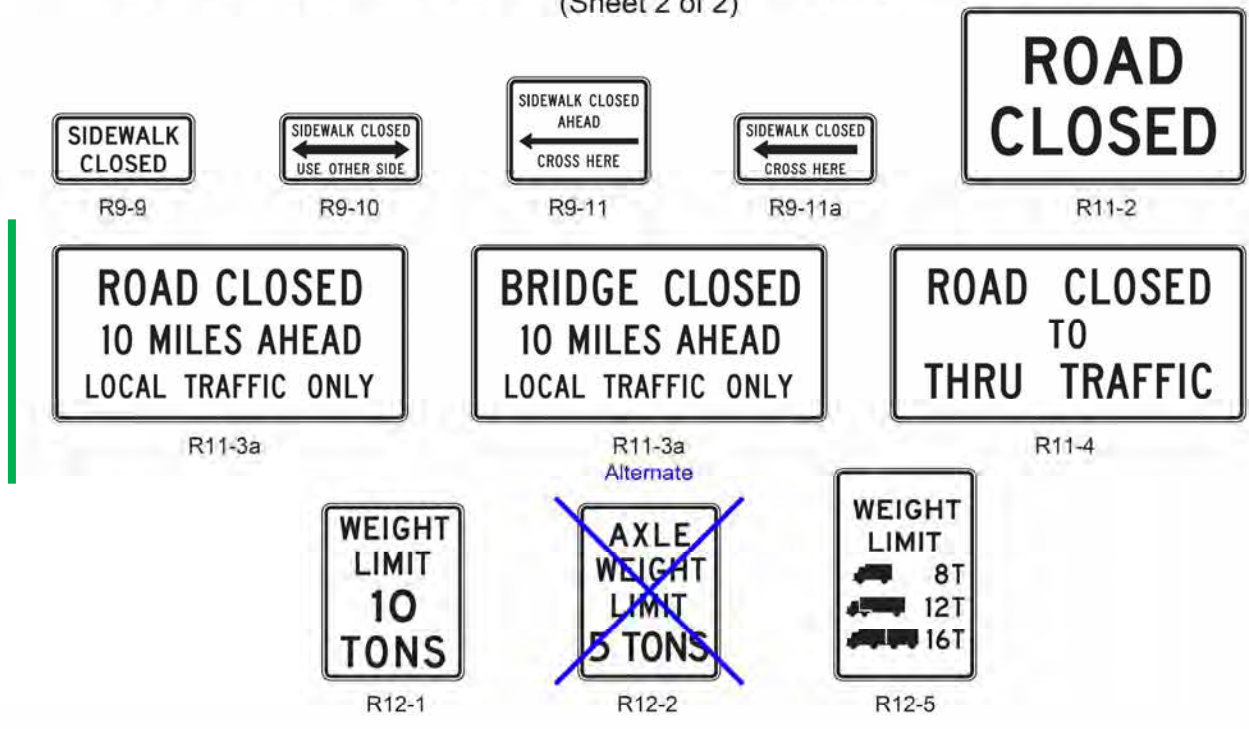 (Sheet 2 of 2)
SIDEWALK
CLOSED
R9-9
SIDEWALK CLOSED
USE OTHER SIDE
R9-10
SIDEWALK CLOSED
AHEAD
CROSS HERE
R9-11
SIDEWALK CLOSED
CROSS HERE
R9-11a
ROAD
CLOSED
R11-2
ROAD CLOSED
10 MILES AHEAD
LOCAL TRAFFIC ONLY
R11-3a
BRIDGE CLOSED
10 MILES AHEAD
LOCAL TRAFFIC ONLY
R11-3a
Alternate
ROAD CLOSED
TO
THRU TRAFFIC
R11-4
WEIGHT
LIMIT
10
TONS
R12-1
AXLE
WEIGHT
LIMIT
5 TONS
R12-2
WEIGHT
LIMIT
8T
12T
16T
R12-5